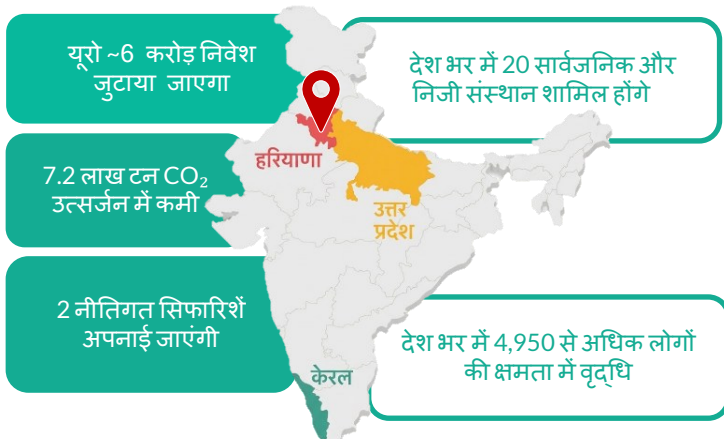 यूरो ~6 करोड़ निवेश
जुटाया जाएगा
देश भर में 20 सार्वजनिक और
निजी संस्थान शामिल होंगे
हरियाणा
7.2 लाख टन CO₂
उत्सर्जन में कमी
उत्तर
प्रदेश
2 नीतिगत सिफारिशें
अपनाई जाएंगी
देश भर में 4,950 से अधिक लोगों
की क्षमता में वृद्धि
केरल